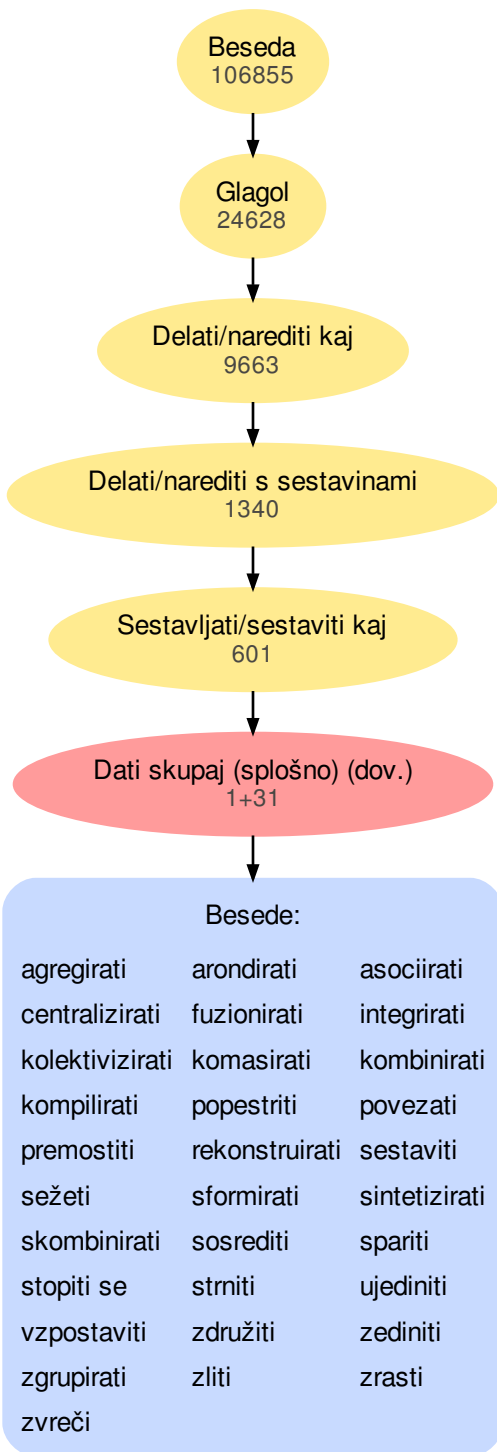 Beseda
106855
Glagol
24628
Delati/narediti kaj
9663
Delati/narediti s sestavinami
1340
Sestavljati/sestaviti kaj
601
Dati skupaj (splošno) (dov.)
1+31
Besede:
agregirati arondirati asociirati
centralizirati fuzionirati integrirati
kolektivizirati komasirati kombinirati
kompilirati popestriti povezati
premostiti rekonstruirati sestaviti
sežeti sformirati sintetizirati
skombinirati sosrediti spariti
stopiti se strniti ujediniti
vzpostaviti združiti zediniti
zgrupirati zliti zrasti
zvreči